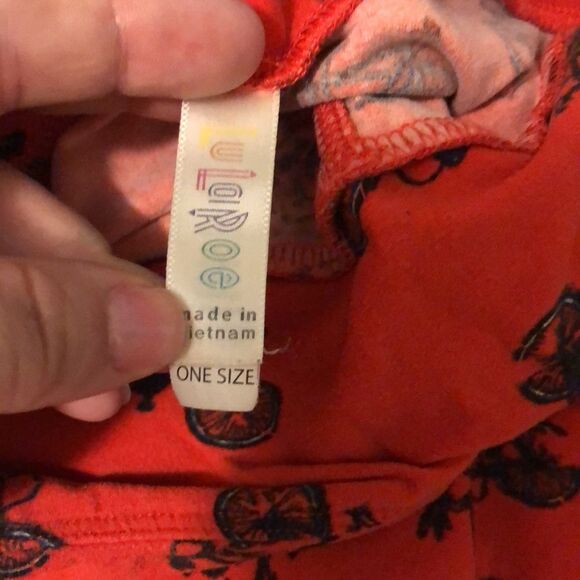 LuLaRoe
made in
ietnam
ONE SIZE